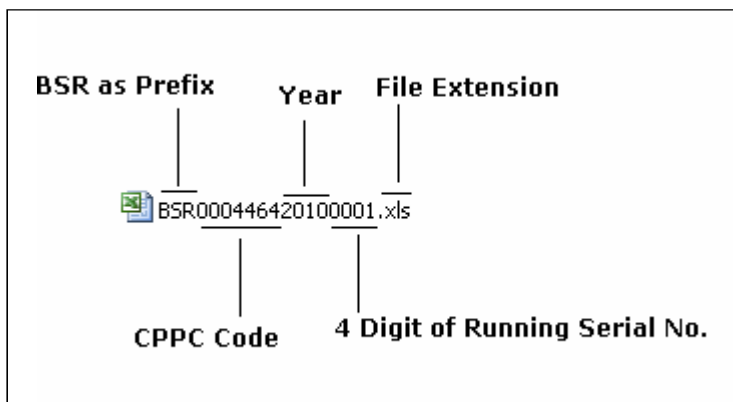 BSR as Prefix
Year
File Extension
BSR000446420100001.xls
CPPC Code
4 Digit of Running Serial No.